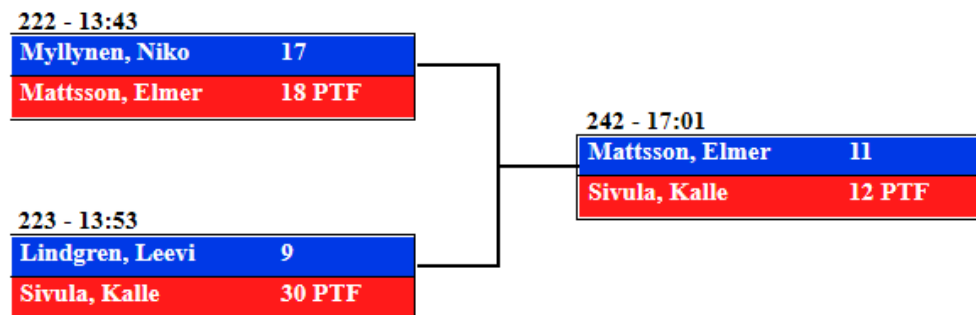 222 - 13:43
Myllynen, Niko 17
Mattsson, Elmer 18 PTF
223 - 13:53
Lindgren, Leevi 9
Sivula, Kalle 30 PTF
242 - 17:01
Mattsson, Elmer 11
Sivula, Kalle 12 PTF